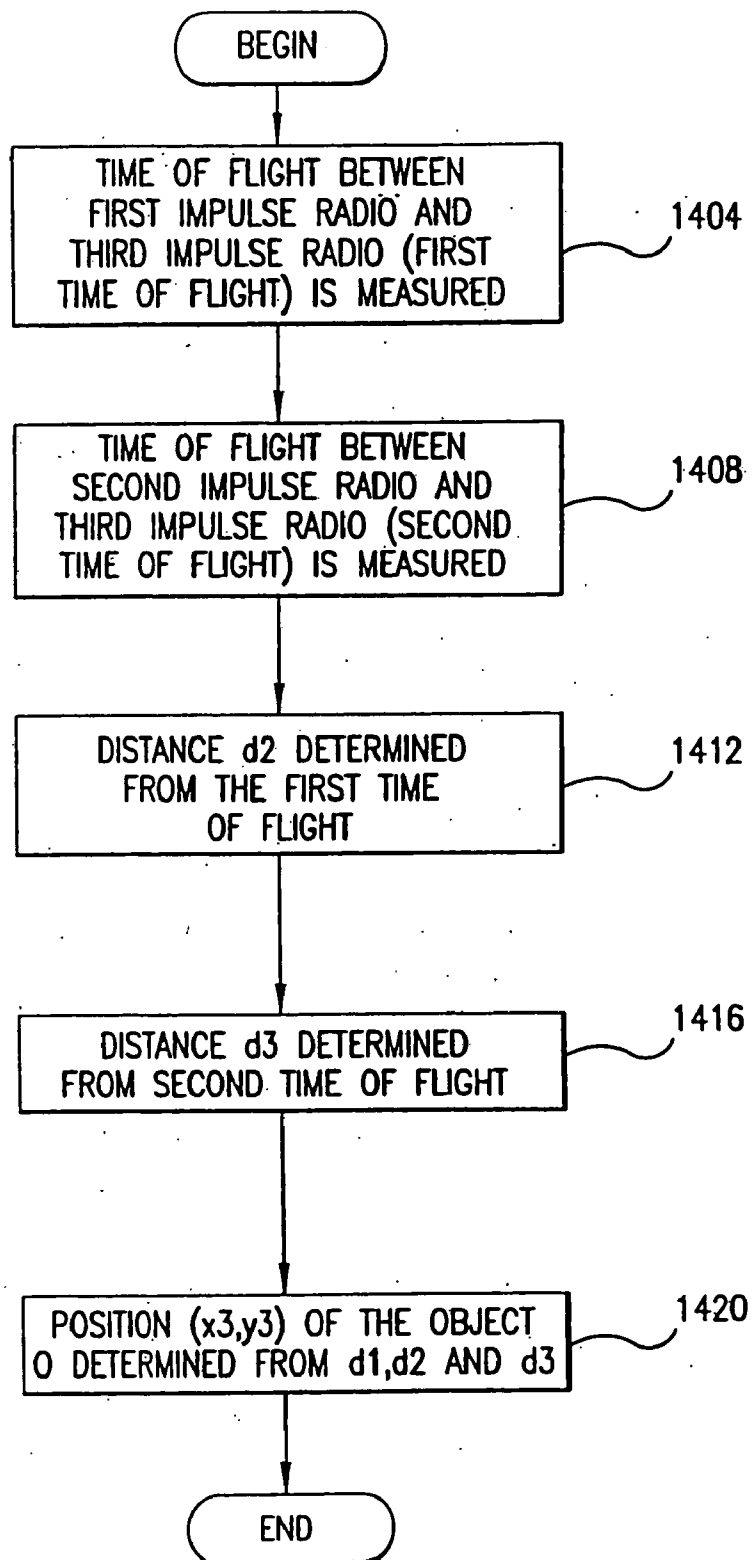 BEGIN
TIME OF FLIGHT BETWEEN
FIRST IMPULSE RADIO AND
THIRD IMPULSE RADIO (FIRST
TIME OF FLIGHT) IS MEASURED
1404
TIME OF FLIGHT BETWEEN
SECOND IMPULSE RADIO AND
THIRD IMPULSE RADIO (SECOND
TIME OF FLIGHT) IS MEASURED
1408
DISTANCE d2 DETERMINED
FROM THE FIRST TIME
OF FLIGHT
1412
DISTANCE d3 DETERMINED
FROM SECOND TIME OF FLIGHT
1416
POSITION (x3,y3) OF THE OBJECT
O DETERMINED FROM d1,d2 AND d3
1420
END